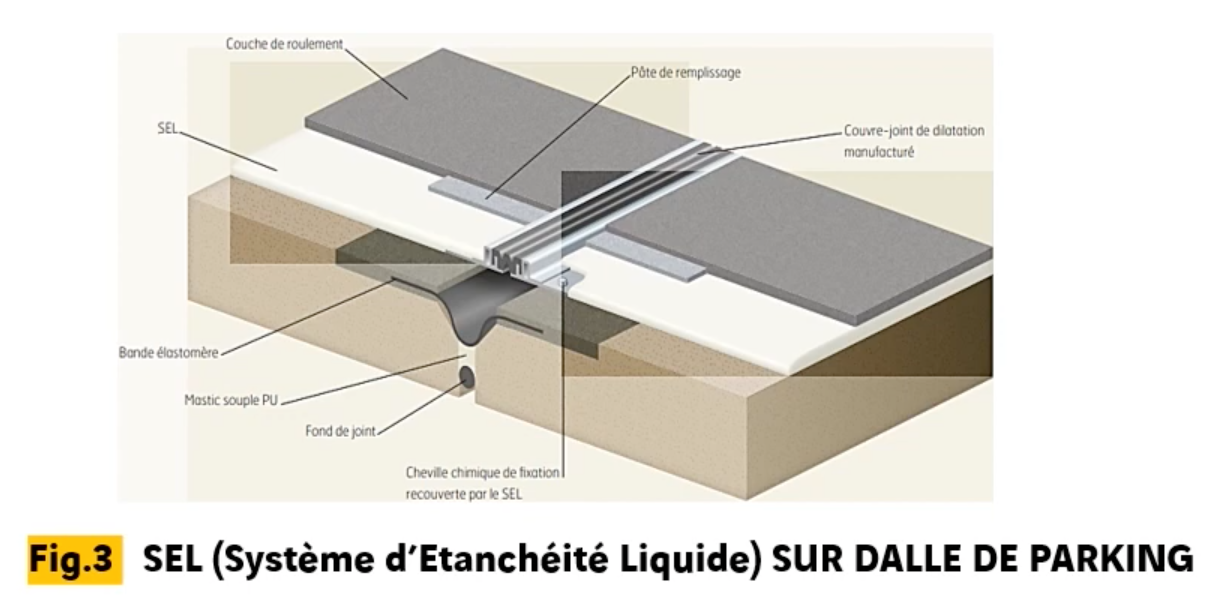 Couche de roulement
Pâte de remplissage
SEL
Couvre-joint de dilatation
manufacturé
Bande élastomère
Mastic souple PU
Fond de joint
Cheville chimique de fixation
recouverte par le SEL
Fig.3 SEL (Système d'Etanchéité Liquide) SUR DALLE DE PARKING